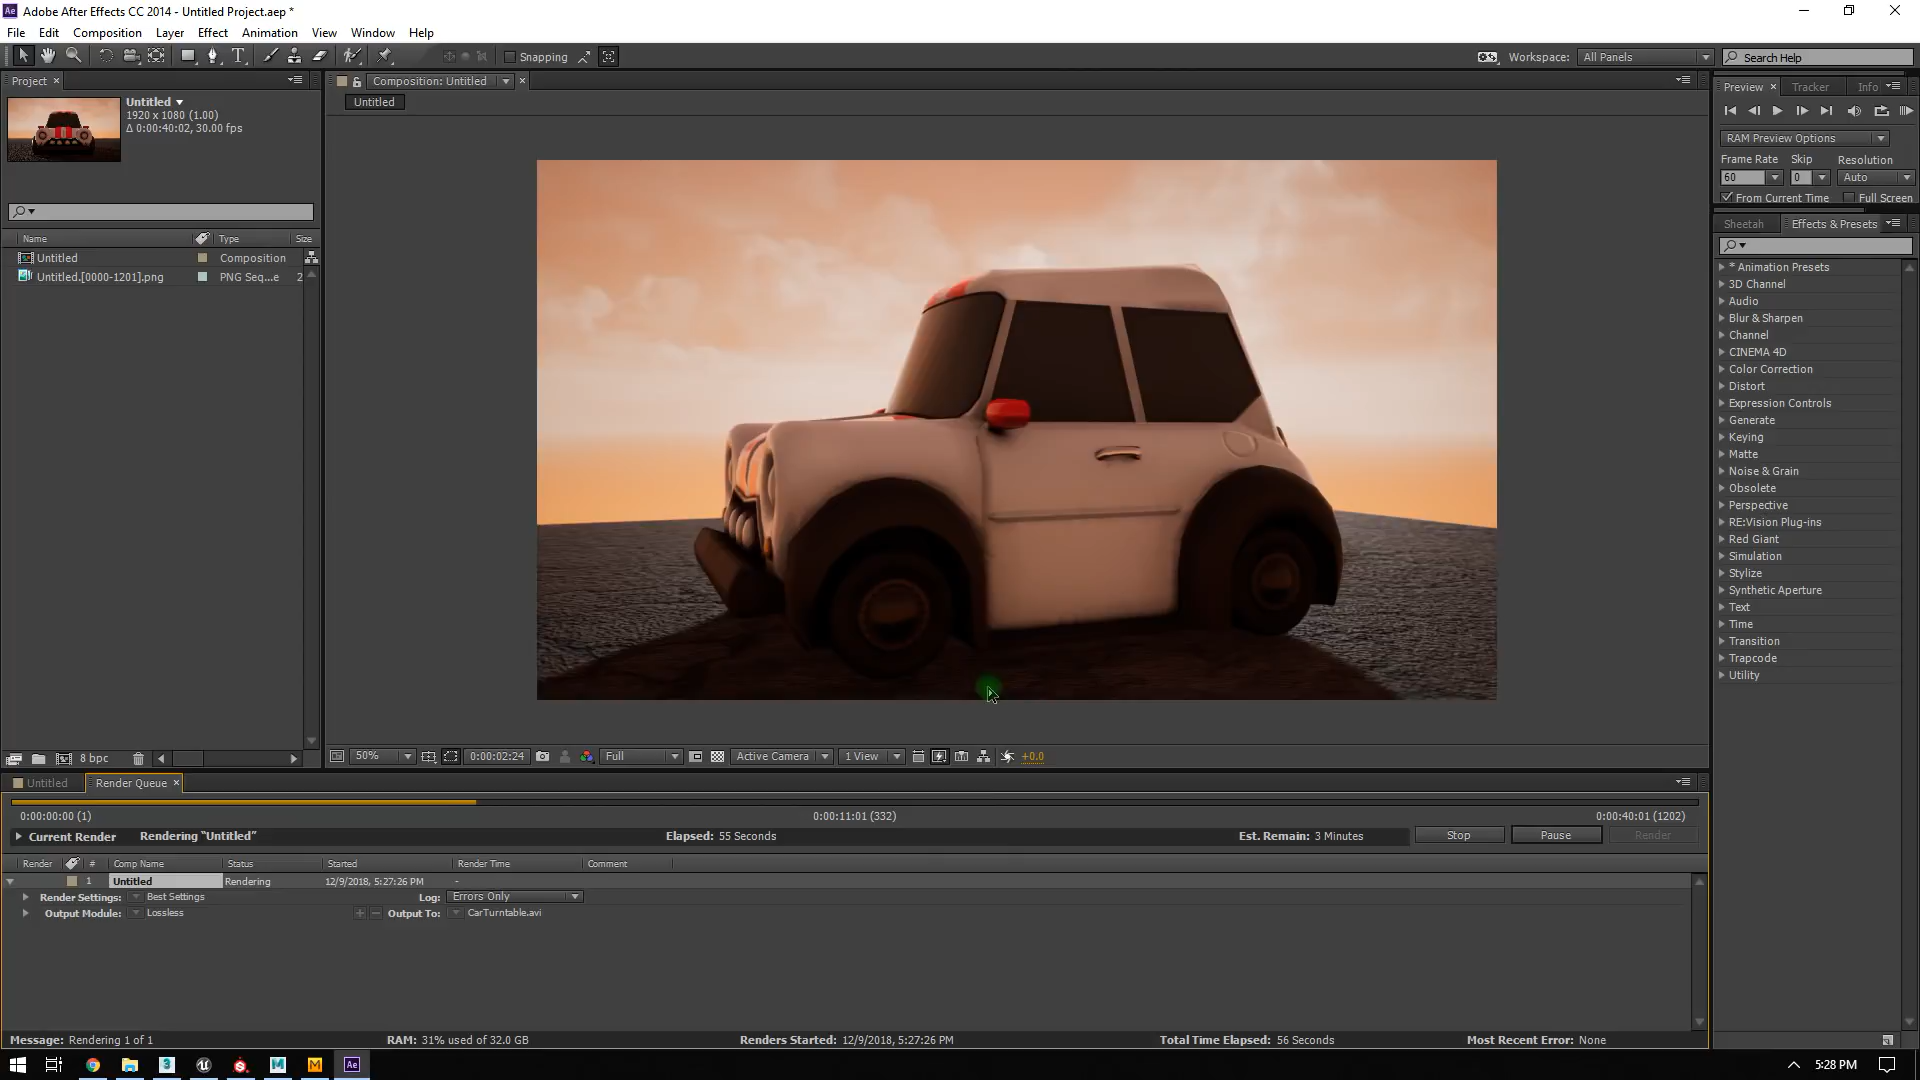 Adobe After Effects CC 2014 - Untitled Project.aep *
File Edit Composition Layer Effect Animation View Window Help
Snapping
Workspace: All Panels
Search Help
Project
Untitled
1920 x 1080 (1.00)
Δ 0:00:40:02, 30.00 fps
Name Type Size
Untitled Composition
Untitled.[0000-1201].png PNG Seq...e 2
8 bpc
Composition: Untitled
Untitled
50% 0:00:02:24 Full Active Camera 1 View +0.0
Preview Tracker Info
RAM Preview Options
Frame Rate Skip Resolution
60 0 Auto
From Current Time Full Screen
Sheetah Effects & Presets
* Animation Presets
3D Channel
Audio
Blur & Sharpen
Channel
CINEMA 4D
Color Correction
Distort
Expression Controls
Generate
Keying
Matte
Noise & Grain
Obsolete
Perspective
RE:Vision Plug-ins
Red Giant
Simulation
Stylize
Synthetic Aperture
Text
Time
Transition
Trapcode
Utility
Untitled Render Queue
0:00:00:00 (1) 0:00:11:01 (332) 0:00:40:01 (1202)
Current Render Rendering “Untitled” Elapsed: 55 Seconds Est. Remain: 3 Minutes Stop Pause Render
Render # Comp Name Status Started Render Time Comment
1 Untitled Rendering 12/9/2018, 5:27:26 PM -
Render Settings: Best Settings Log: Errors Only
Output Module: Lossless + − Output To: CarTurntable.avi
Message: Rendering 1 of 1 RAM: 31% used of 32.0 GB Renders Started: 12/9/2018, 5:27:26 PM Total Time Elapsed: 56 Seconds Most Recent Error: None
5:28 PM